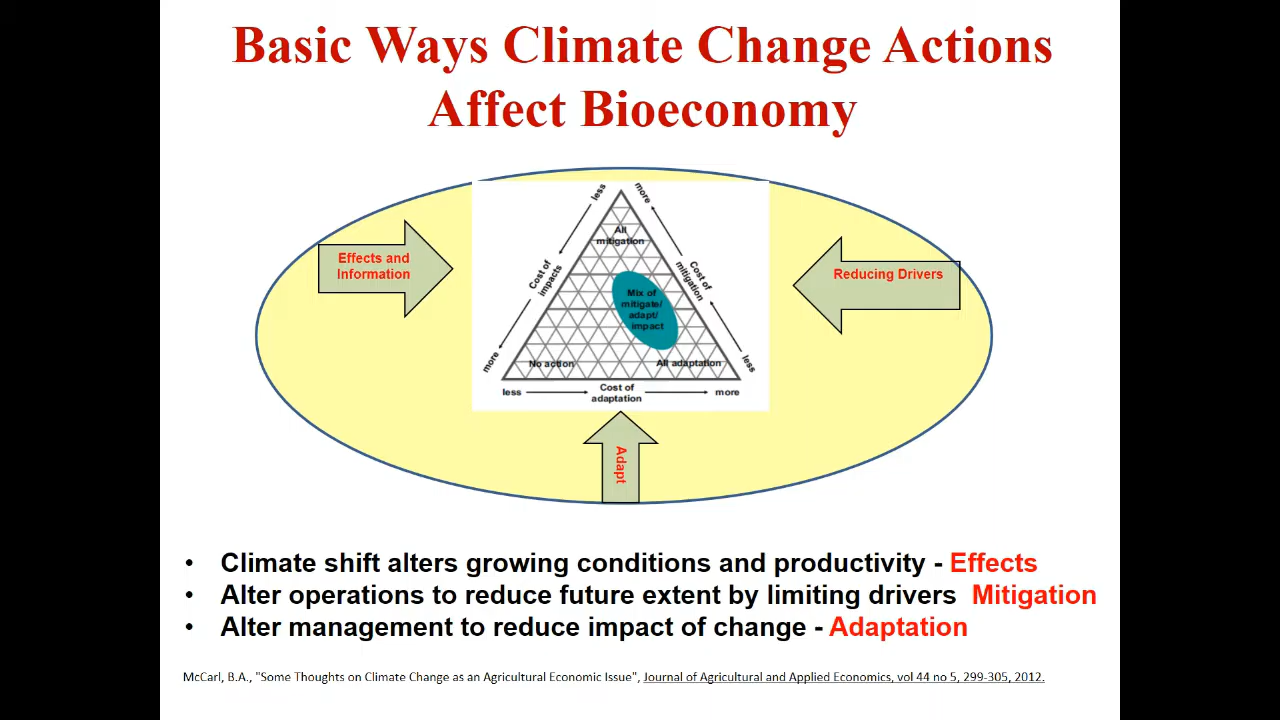 Basic Ways Climate Change Actions
Affect Bioeconomy
less
more
All
mitigation
Effects and
Information
Reducing Drivers
Cost of
impacts
Cost of
mitigation
Mix of
mitigate/
adapt/
impact
more
No action
All adaptation
less
less
Cost of
adaptation
more
Adapt
• Climate shift alters growing conditions and productivity - Effects
• Alter operations to reduce future extent by limiting drivers Mitigation
• Alter management to reduce impact of change - Adaptation
McCarl, B.A., "Some Thoughts on Climate Change as an Agricultural Economic Issue", Journal of Agricultural and Applied Economics, vol 44 no 5, 299-305, 2012.